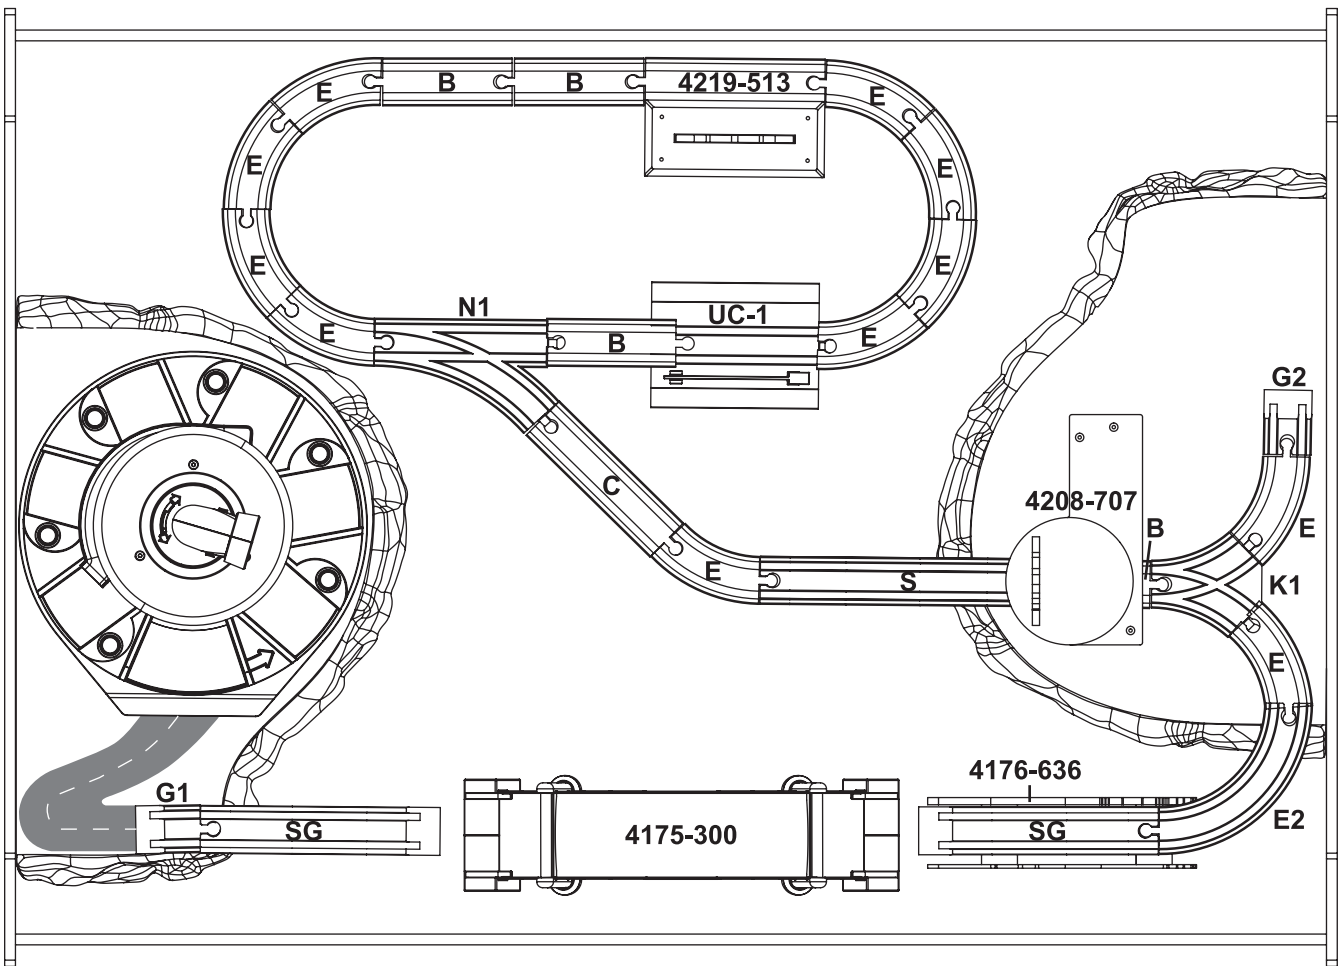 E B B 4219-513 E
E E
E N1 UC-1 E
E B E
G2
C 4208-707 B E
E S K1
E
4176-636
G1
SG 4175-300 SG E2